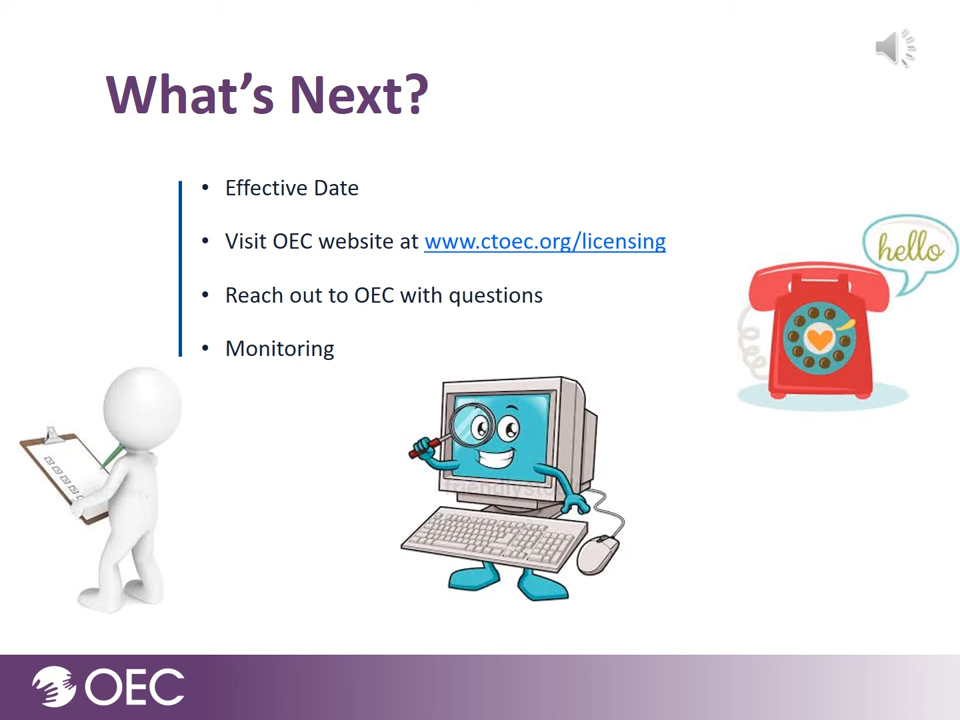 What's Next?
• Effective Date
• Visit OEC website at www.ctoec.org/licensing
• Reach out to OEC with questions
• Monitoring
hello
OEC